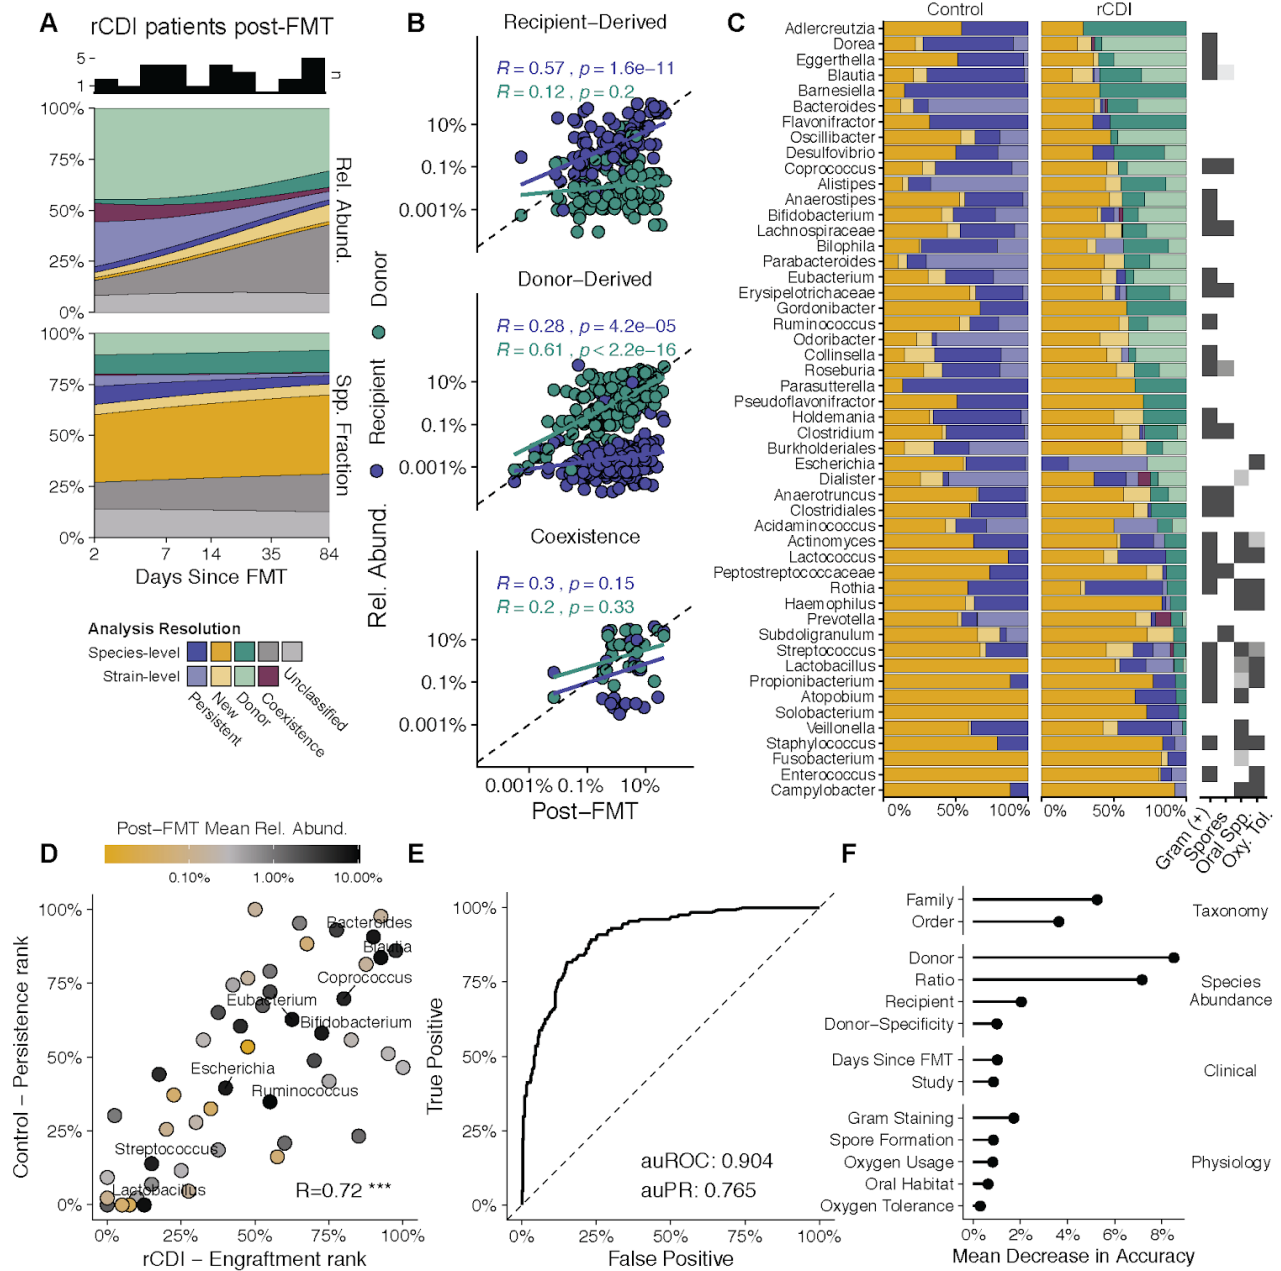 A
rCDI patients post-FMT
5
1
n
100%
75%
50%
25%
0%
Rel. Abund.
100%
75%
50%
25%
0%
Spp. Fraction
2
7
14
35
84
Days Since FMT
Analysis Resolution
Species-level
Strain-level
Persistent
New
Donor
Coexistence
Unclassified
B
Recipient–Derived
R = 0.57 , p = 1.6e−11
R = 0.12 , p = 0.2
10%
0.1%
0.001%
Donor–Derived
R = 0.28 , p = 4.2e−05
R = 0.61 , p < 2.2e−16
10%
0.1%
0.001%
Coexistence
R = 0.3 , p = 0.15
R = 0.2 , p = 0.33
10%
0.1%
0.001%
0.001%
0.1%
10%
Post–FMT
Rel. Abund.
Recipient
Donor
C
Control
rCDI
Adlercreutzia
Dorea
Eggerthella
Blautia
Barnesiella
Bacteroides
Flavonifractor
Oscillibacter
Desulfovibrio
Coprococcus
Alistipes
Anaerostipes
Bifidobacterium
Lachnospiraceae
Bilophila
Parabacteroides
Eubacterium
Erysipelotrichaceae
Gordonibacter
Ruminococcus
Odoribacter
Collinsella
Roseburia
Parasutterella
Pseudoflavonifractor
Holdemania
Clostridium
Burkholderiales
Escherichia
Dialister
Anaerotruncus
Clostridiales
Acidaminococcus
Actinomyces
Lactococcus
Peptostreptococcaceae
Rothia
Haemophilus
Prevotella
Subdoligranulum
Streptococcus
Lactobacillus
Propionibacterium
Atopobium
Solobacterium
Veillonella
Staphylococcus
Fusobacterium
Enterococcus
Campylobacter
0%
50%
100%
0%
50%
100%
Gram (+)
Spores
Oral Spp.
Oxy. Tol.
D
Post−FMT Mean Rel. Abund.
0.10%
1.00%
10.00%
Control − Persistence rank
100%
75%
50%
25%
0%
Bacteroides
Blautia
Coprococcus
Eubacterium
Bifidobacterium
Escherichia
Ruminococcus
Streptococcus
Lactobacillus
R=0.72 ***
0%
25%
50%
75%
100%
rCDI − Engraftment rank
E
True Positive
100%
75%
50%
25%
0%
auROC: 0.904
auPR: 0.765
0%
25%
50%
75%
100%
False Positive
F
Family
Order
Taxonomy
Donor
Ratio
Recipient
Donor−Specificity
Species
Abundance
Days Since FMT
Study
Clinical
Gram Staining
Spore Formation
Oxygen Usage
Oral Habitat
Oxygen Tolerance
Physiology
0%
2%
4%
6%
8%
Mean Decrease in Accuracy